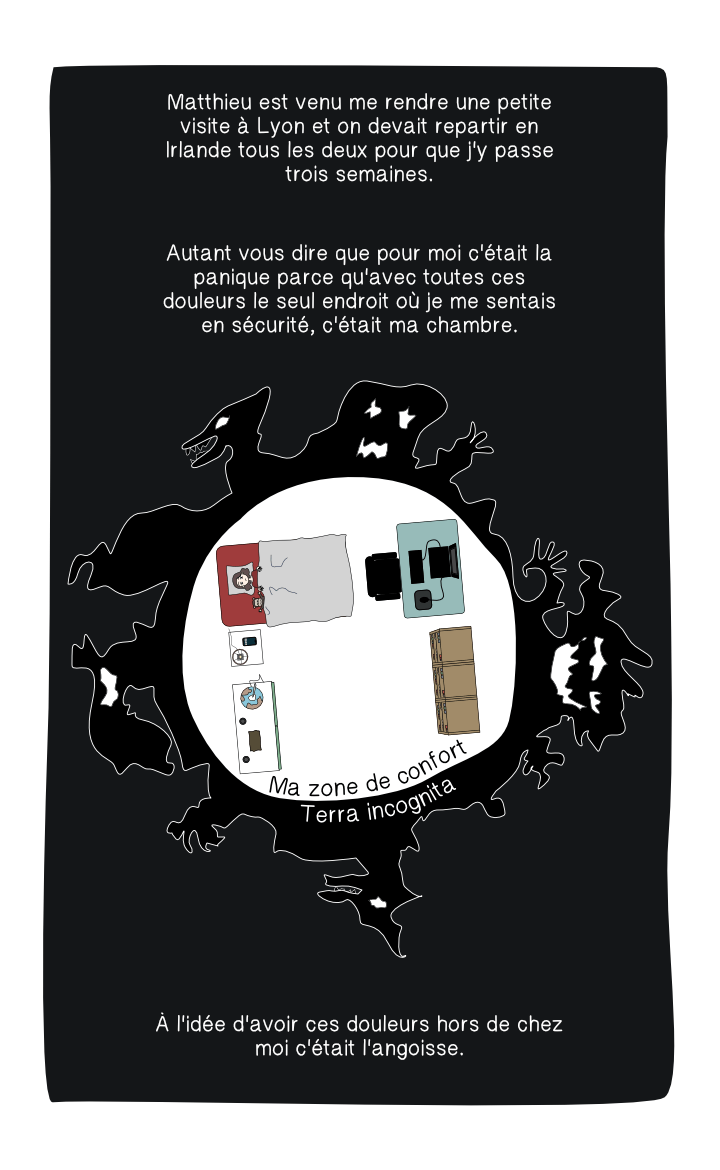 Matthieu est venu me rendre une petite
visite à Lyon et on devait repartir en
Irlande tous les deux pour que j'y passe
trois semaines.
Autant vous dire que pour moi c'était la
panique parce qu'avec toutes ces
douleurs le seul endroit où je me sentais
en sécurité, c'était ma chambre.
Ma zone de confort
Terra incognita
À l'idée d'avoir ces douleurs hors de chez
moi c'était l'angoisse.